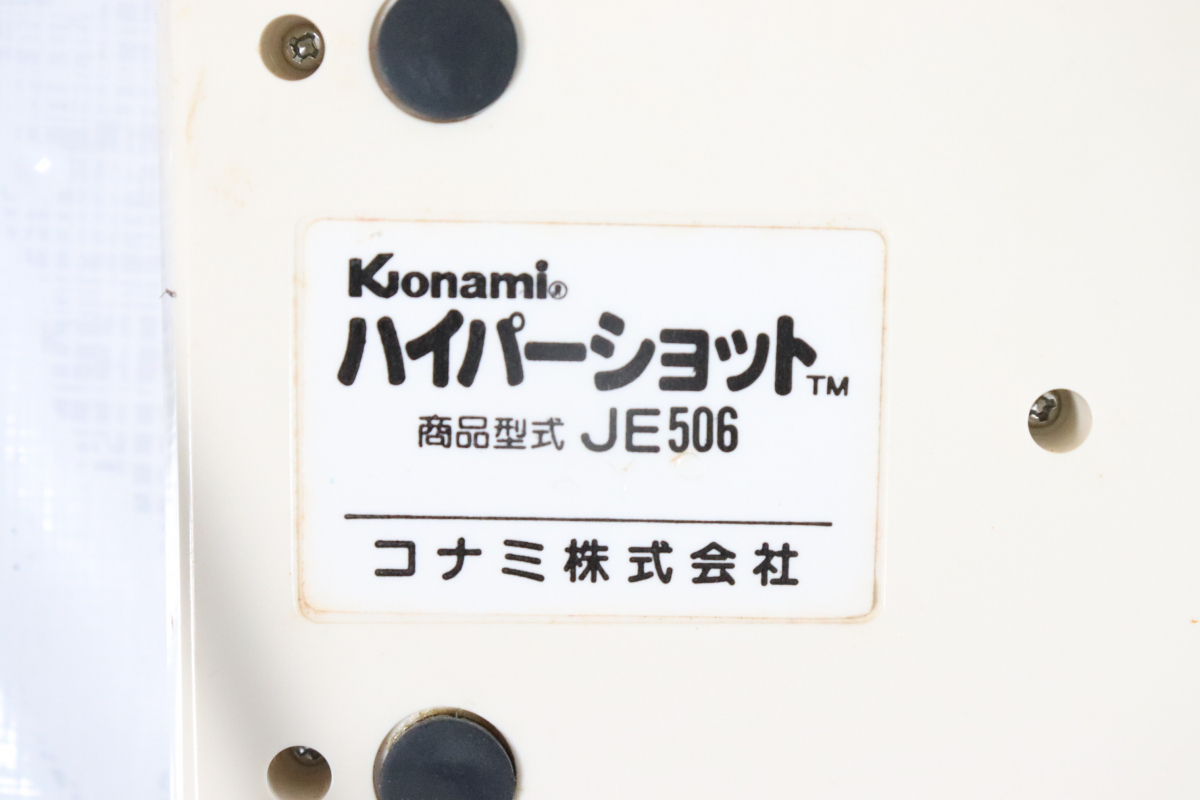 Konami®
ハイパーショット™
商品型式 JE506
コナミ株式会社